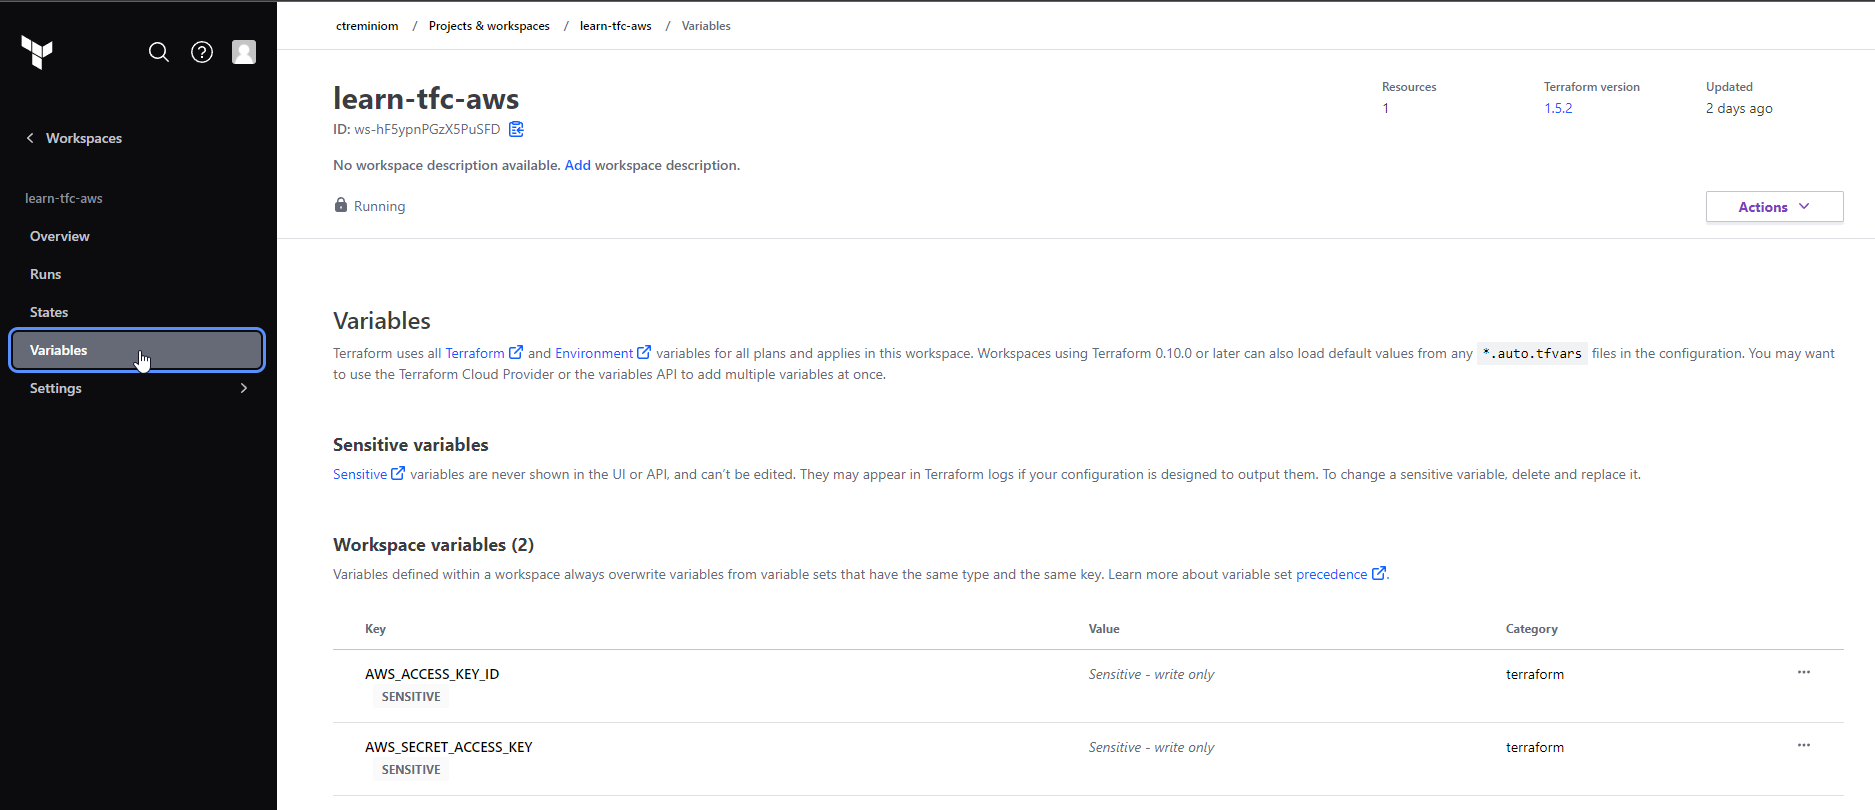 ctreminiom / Projects & workspaces / learn-tfc-aws / Variables
Workspaces
learn-tfc-aws
Overview
Runs
States
Variables
Settings
learn-tfc-aws
ID: ws-hF5ypnPGzX5PuSFD
No workspace description available. Add workspace description.
Running
Resources
1
Terraform version
1.5.2
Updated
2 days ago
Actions
Variables
Terraform uses all Terraform and Environment variables for all plans and applies in this workspace. Workspaces using Terraform 0.10.0 or later can also load default values from any *.auto.tfvars files in the configuration. You may want
to use the Terraform Cloud Provider or the variables API to add multiple variables at once.
Sensitive variables
Sensitive variables are never shown in the UI or API, and can't be edited. They may appear in Terraform logs if your configuration is designed to output them. To change a sensitive variable, delete and replace it.
Workspace variables (2)
Variables defined within a workspace always overwrite variables from variable sets that have the same type and the same key. Learn more about variable set precedence .
Key Value Category
AWS_ACCESS_KEY_ID Sensitive - write only terraform ...
SENSITIVE
AWS_SECRET_ACCESS_KEY Sensitive - write only terraform ...
SENSITIVE